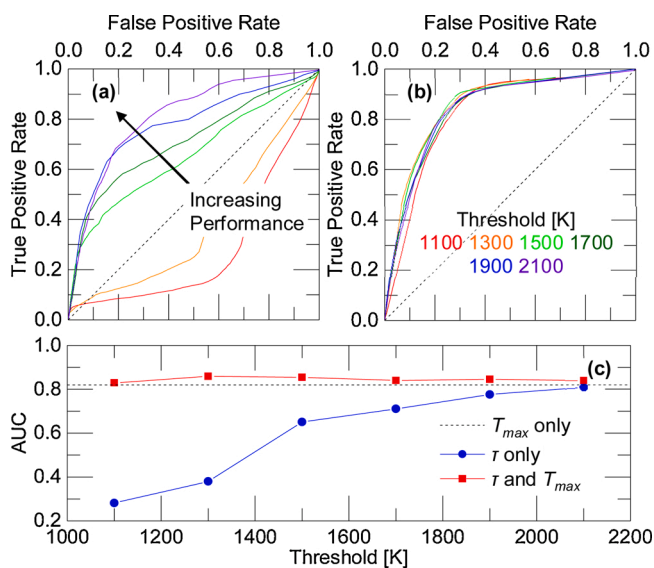 False Positive Rate
0.0 0.2 0.4 0.6 0.8 1.0
True Positive Rate
1.0
0.8
0.6
0.4
0.2
0.0
(a)
Increasing
Performance
False Positive Rate
0.0 0.2 0.4 0.6 0.8 1.0
True Positive Rate
1.0
0.8
0.6
0.4
0.2
0.0
(b)
Threshold [K]
1100 1300 1500 1700
1900 2100
AUC
1.0
0.8
0.6
0.4
0.2
(c)
Tmax only
τ only
τ and Tmax
1000 1200 1400 1600 1800 2000 2200
Threshold [K]